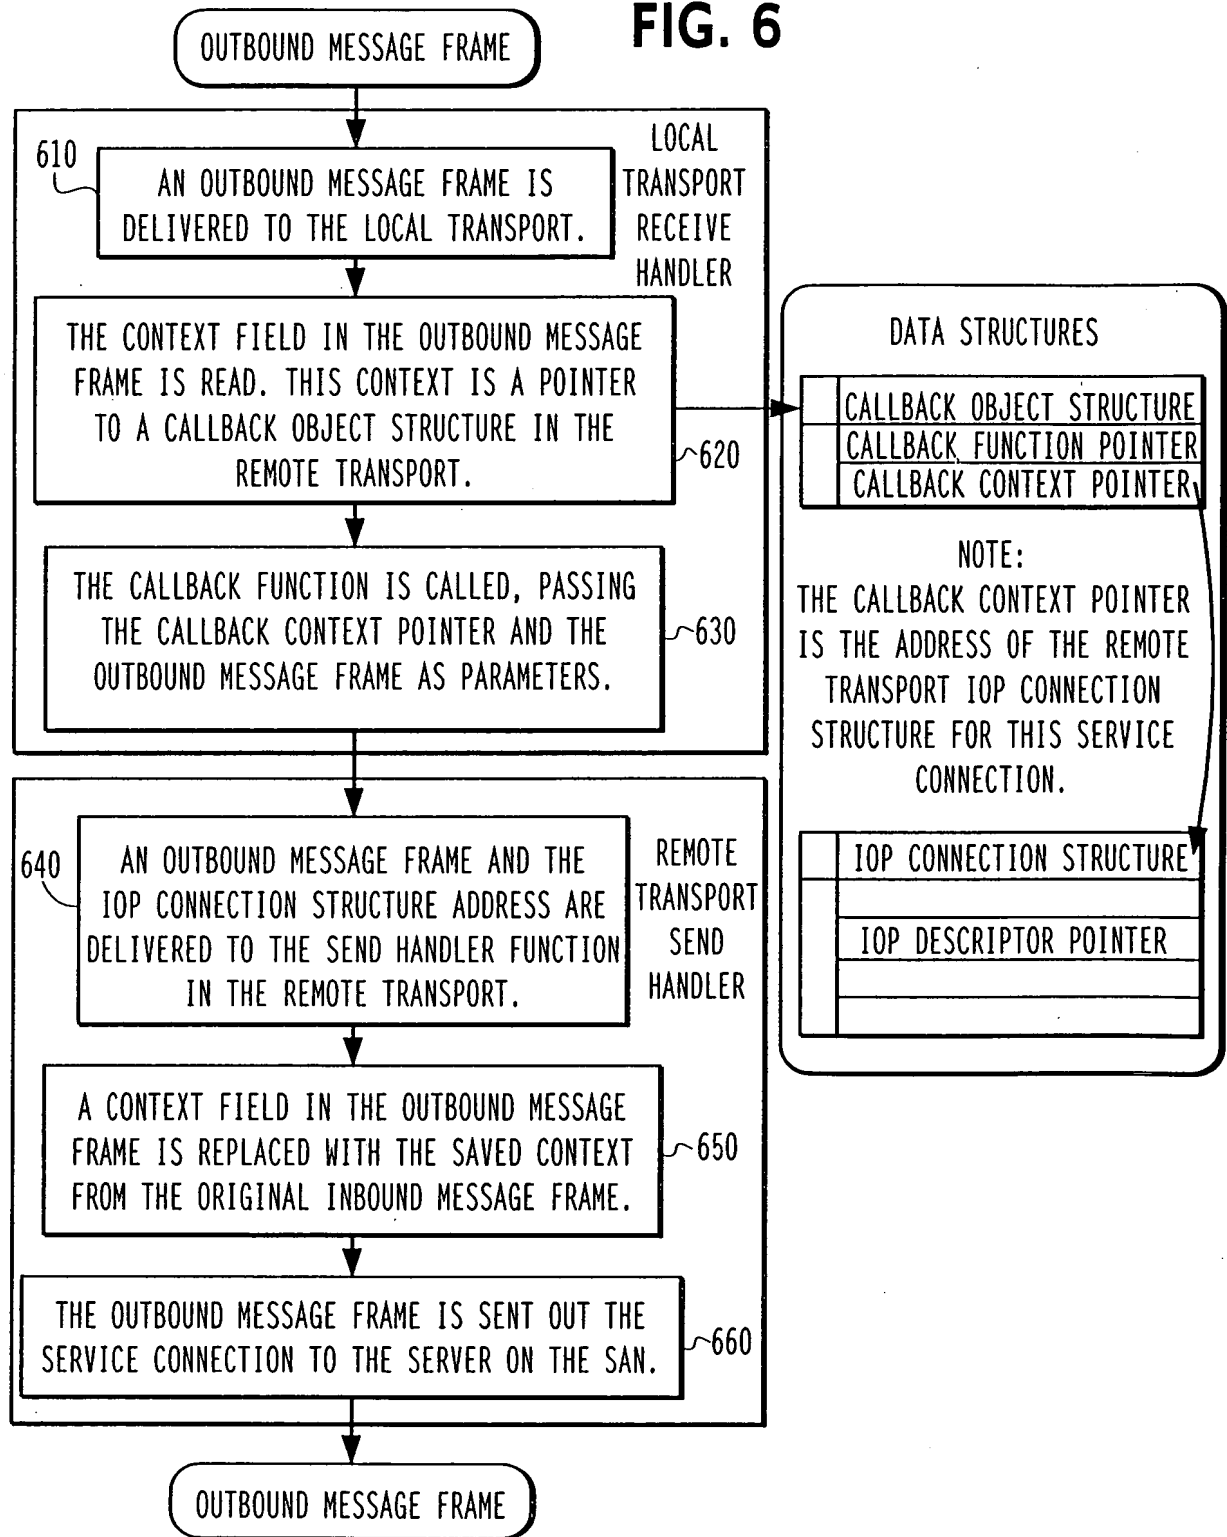 FIG. 6
OUTBOUND MESSAGE FRAME
LOCAL
TRANSPORT
RECEIVE
HANDLER
610
AN OUTBOUND MESSAGE FRAME IS
DELIVERED TO THE LOCAL TRANSPORT.
THE CONTEXT FIELD IN THE OUTBOUND MESSAGE
FRAME IS READ. THIS CONTEXT IS A POINTER
TO A CALLBACK OBJECT STRUCTURE IN THE
REMOTE TRANSPORT.
620
THE CALLBACK FUNCTION IS CALLED, PASSING
THE CALLBACK CONTEXT POINTER AND THE
OUTBOUND MESSAGE FRAME AS PARAMETERS.
630
REMOTE
TRANSPORT
SEND
HANDLER
640
AN OUTBOUND MESSAGE FRAME AND THE
IOP CONNECTION STRUCTURE ADDRESS ARE
DELIVERED TO THE SEND HANDLER FUNCTION
IN THE REMOTE TRANSPORT.
A CONTEXT FIELD IN THE OUTBOUND MESSAGE
FRAME IS REPLACED WITH THE SAVED CONTEXT
FROM THE ORIGINAL INBOUND MESSAGE FRAME.
650
THE OUTBOUND MESSAGE FRAME IS SENT OUT THE
SERVICE CONNECTION TO THE SERVER ON THE SAN.
660
OUTBOUND MESSAGE FRAME
DATA STRUCTURES
CALLBACK OBJECT STRUCTURE
CALLBACK FUNCTION POINTER
CALLBACK CONTEXT POINTER
NOTE:
THE CALLBACK CONTEXT POINTER
IS THE ADDRESS OF THE REMOTE
TRANSPORT IOP CONNECTION
STRUCTURE FOR THIS SERVICE
CONNECTION.
IOP CONNECTION STRUCTURE
IOP DESCRIPTOR POINTER